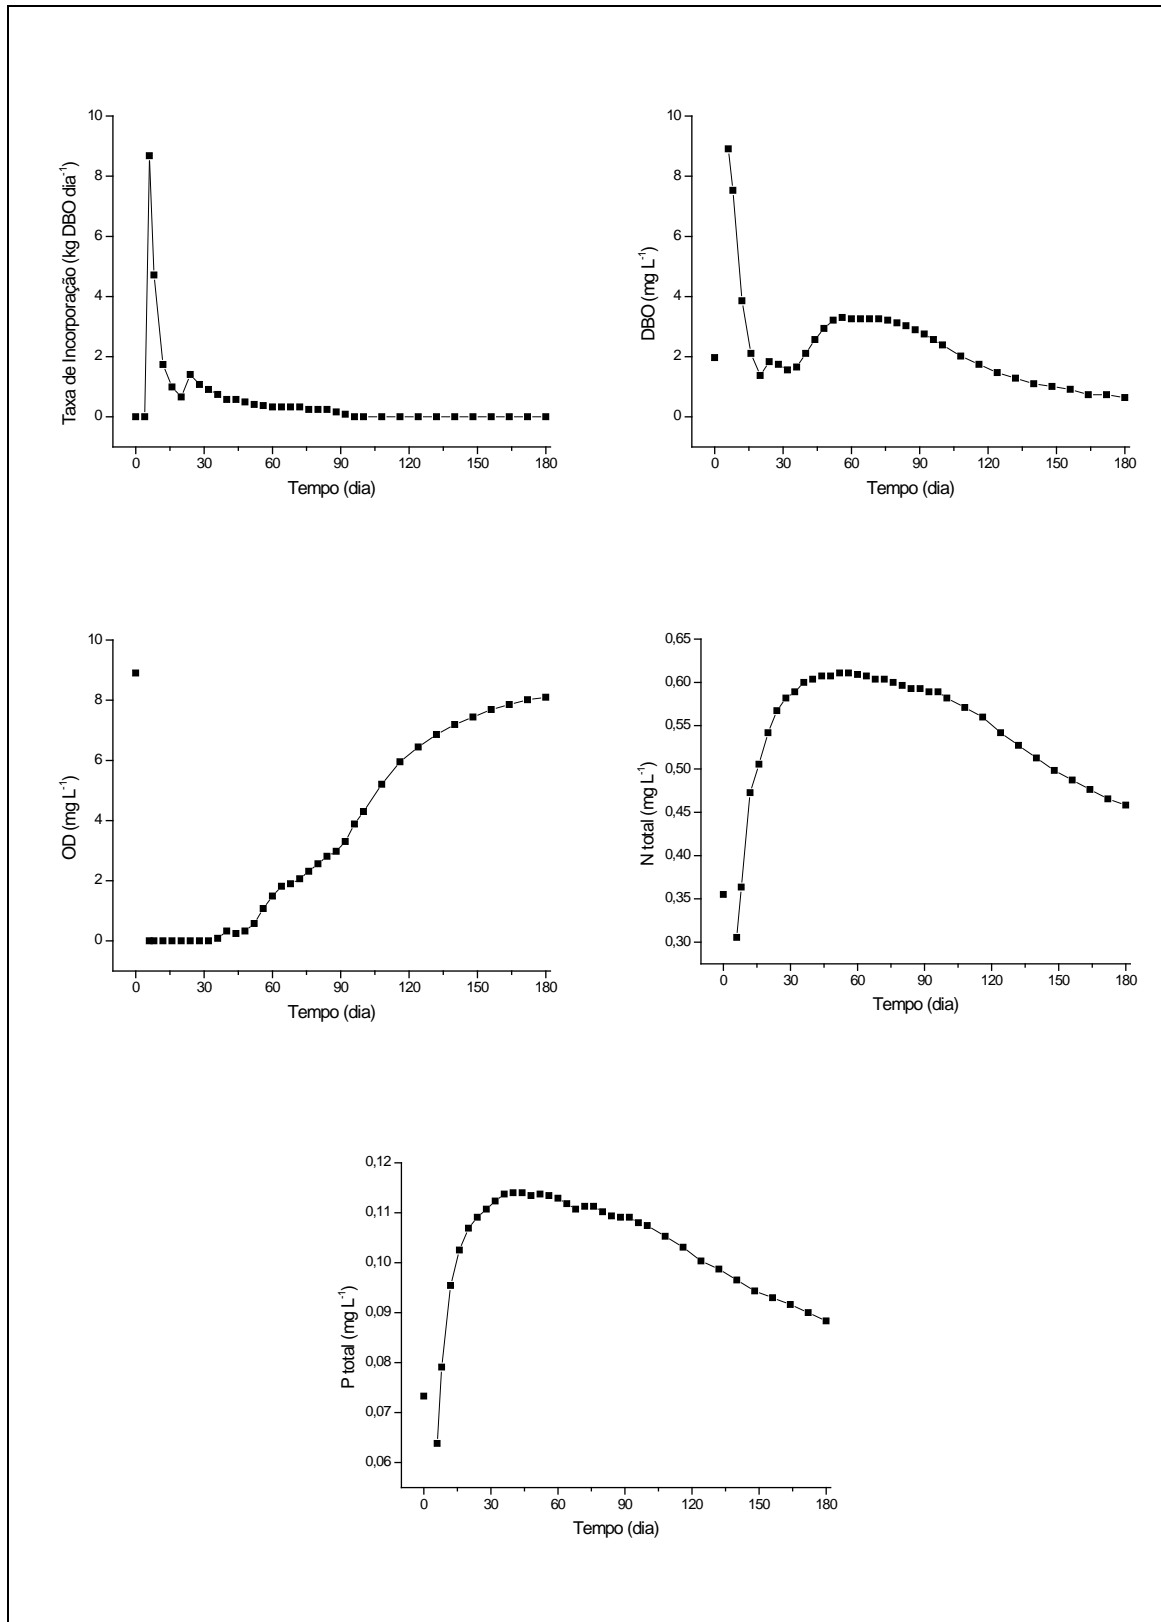 10
8
6
4
2
0
Taxa de Incorporação (kg DBO dia⁻¹)
0 30 60 90 120 150 180
Tempo (dia)
10
8
6
4
2
0
DBO (mg L⁻¹)
0 30 60 90 120 150 180
Tempo (dia)
10
8
6
4
2
0
OD (mg L⁻¹)
0 30 60 90 120 150 180
Tempo (dia)
0,65
0,60
0,55
0,50
0,45
0,40
0,35
0,30
N total (mg L⁻¹)
0 30 60 90 120 150 180
Tempo (dia)
0,12
0,11
0,10
0,09
0,08
0,07
0,06
P total (mg L⁻¹)
0 30 60 90 120 150 180
Tempo (dia)